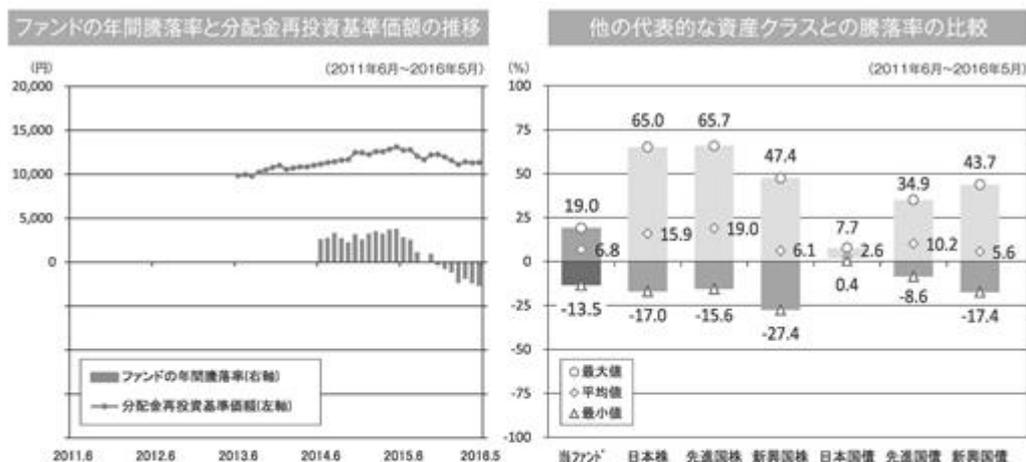 ファンドの年間騰落率と分配金再投資基準価額の推移
(円)
(2011年6月~2016年5月)
20,000
15,000
10,000
5,000
0
ファンドの年間騰落率(右軸)
分配金再投資基準価額(左軸)
2011.6 2012.6 2013.6 2014.6 2015.6 2016.5
他の代表的な資産クラスとの騰落率の比較
(%)
(2011年6月~2016年5月)
100
75
50
25
0
-25
-50
-75
-100
19.0 6.8 -13.5
65.0 15.9 -17.0
65.7 19.0 -15.6
47.4 6.1 -27.4
7.7 2.6 0.4
34.9 10.2 -8.6
43.7 5.6 -17.4
最大値
平均値
最小値
当ファンド 日本株 先進国株 新興国株 日本国債 先進国債 新興国債